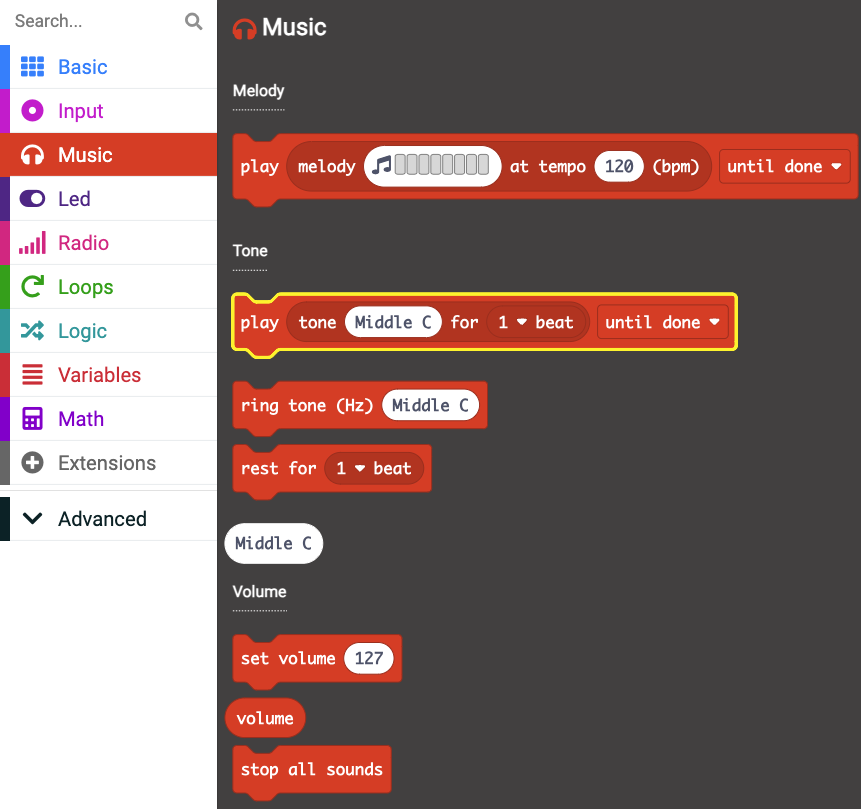 Search...
Basic
Input
Music
Led
Radio
Loops
Logic
Variables
Math
Extensions
Advanced
Music
Melody
play melody at tempo 120 (bpm) until done
Tone
play tone Middle C for 1 beat until done
ring tone (Hz) Middle C
rest for 1 beat
Middle C
Volume
set volume 127
volume
stop all sounds